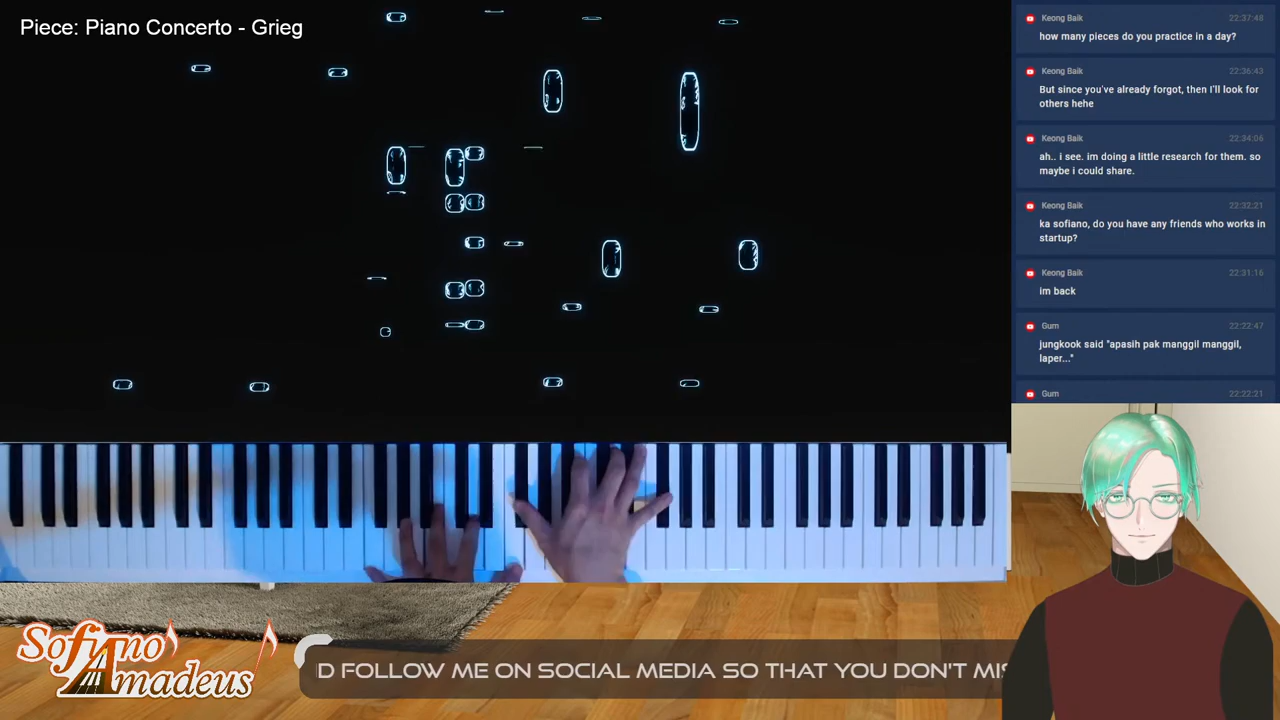 Piece: Piano Concerto - Grieg
Keong Baik 22:37:48
how many pieces do you practice in a day?
Keong Baik 22:36:43
But since you've already forgot, then I'll look for
others hehe
Keong Baik 22:34:06
ah.. i see. im doing a little research for them. so
maybe i could share.
Keong Baik 22:32:21
ka sofiano, do you have any friends who works in
startup?
Keong Baik 22:31:16
im back
Gum 22:22:47
jungkook said "apasih pak manggil manggil,
laper..."
Gum 22:22:21
Sofiano
Amadeus
D FOLLOW ME ON SOCIAL MEDIA SO THAT YOU DON'T MIS